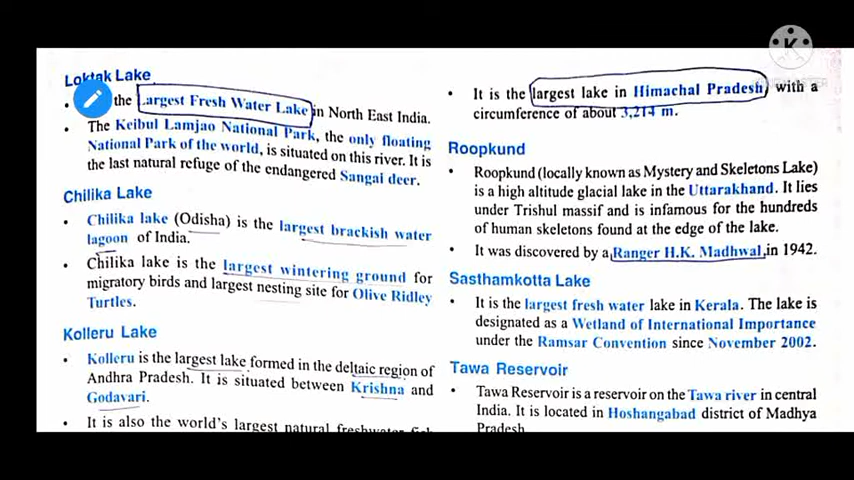 Loktak Lake
• the Largest Fresh Water Lake in North East India.
• The Keibul Lamjao National Park, the only floating
National Park of the world, is situated on this river. It is
the last natural refuge of the endangered Sangai deer.
Chilika Lake
• Chilika lake (Odisha) is the largest brackish water
lagoon of India.
• Chilika lake is the largest wintering ground for
migratory birds and largest nesting site for Olive Ridley
Turtles.
Kolleru Lake
• Kolleru is the largest lake formed in the deltaic region of
Andhra Pradesh. It is situated between Krishna and
Godavari.
• It is also the world's largest natural freshwater
• It is the largest lake in Himachal Pradesh, with a
circumference of about 3,214 m.
Roopkund
• Roopkund (locally known as Mystery and Skeletons Lake)
is a high altitude glacial lake in the Uttarakhand. It lies
under Trishul massif and is infamous for the hundreds
of human skeletons found at the edge of the lake.
• It was discovered by a Ranger H.K. Madhwal, in 1942.
Sasthamkotta Lake
• It is the largest fresh water lake in Kerala. The lake is
designated as a Wetland of International Importance
under the Ramsar Convention since November 2002.
Tawa Reservoir
• Tawa Reservoir is a reservoir on the Tawa river in central
India. It is located in Hoshangabad district of Madhya
Pradesh.
K